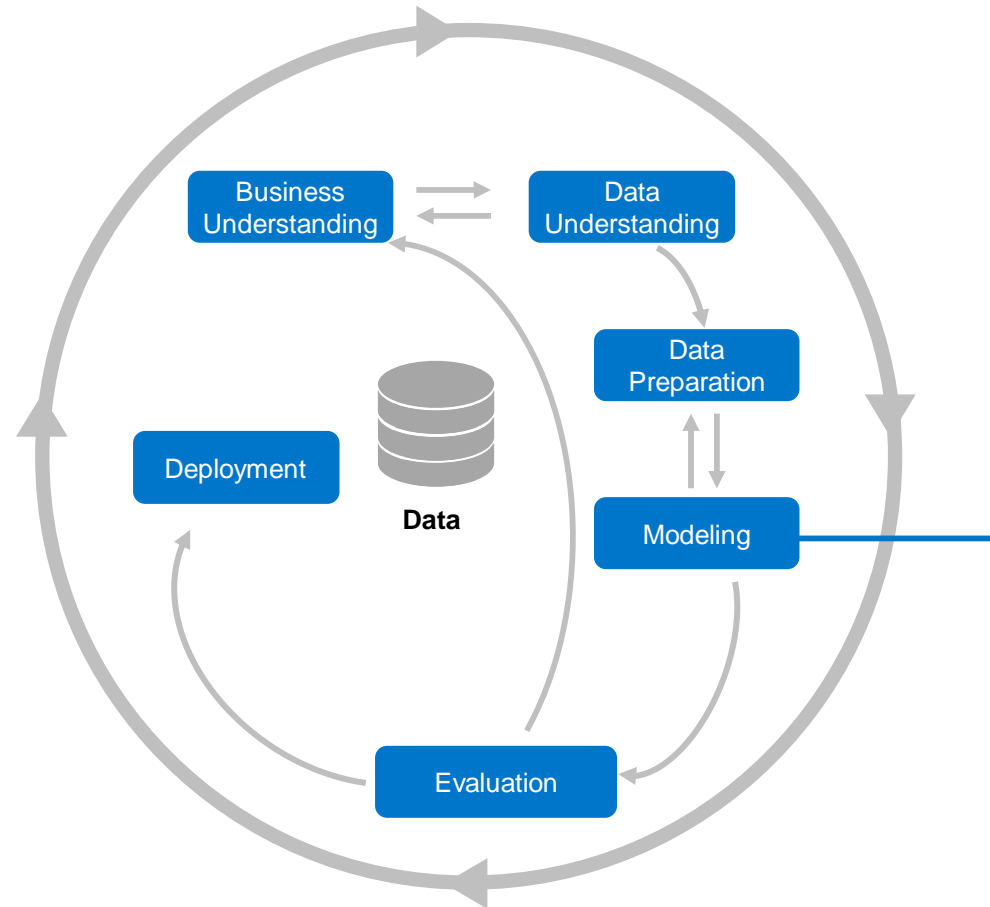 Business
Understanding
Data
Understanding
Data
Preparation
Deployment
Data
Modeling
Evaluation